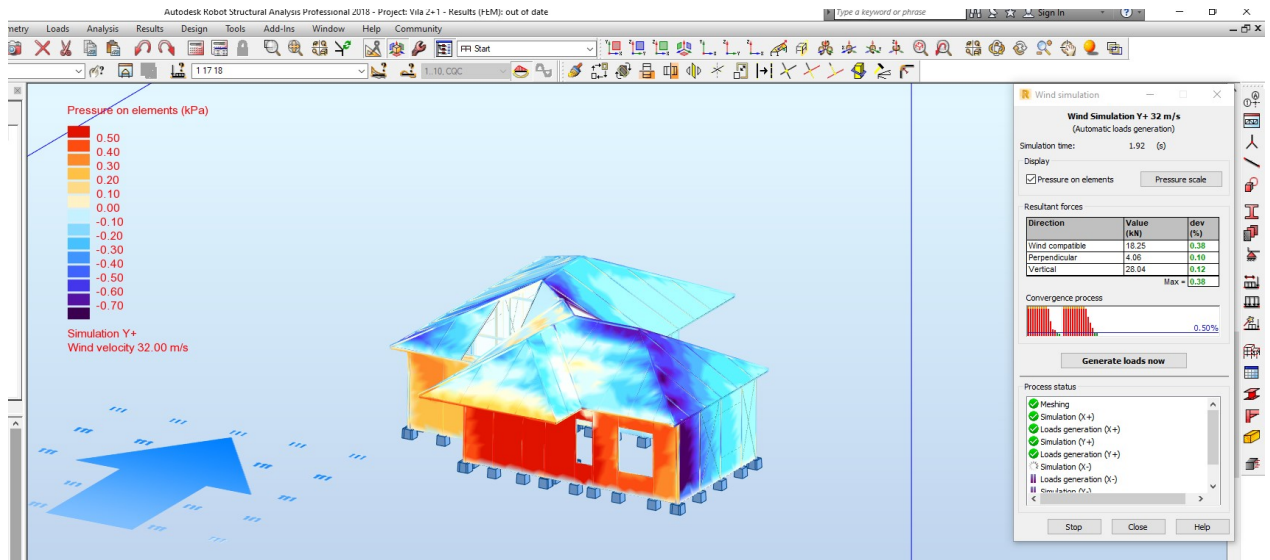 Autodesk Robot Structural Analysis Professional 2018 - Project: Vila 2+1 - Results (FEM): out of date
Type a keyword or phrase
Sign In
metry Loads Analysis Results Design Tools Add-Ins Window Help Community
Start
1 17 18
1. 10. CQC
Pressure on elements (kPa)
0.50
0.40
0.30
0.20
0.10
0.00
-0.10
-0.20
-0.30
-0.40
-0.50
-0.60
-0.70
Simulation Y+
Wind velocity 32.00 m/s
Wind simulation
Wind Simulation Y+ 32 m/s
(Automatic loads generation)
Simulation time: 1.92 (s)
Display
Pressure on elements
Pressure scale
Resultant forces
Direction Value (kN) dev (%)
Wind compatible 18.25 0.38
Perpendicular 4.06 0.10
Vertical 28.04 0.12
Max = 0.38
Convergence process
0.50%
Generate loads now
Process status
Meshing
Simulation (X+)
Loads generation (X+)
Simulation (Y+)
Loads generation (Y+)
Simulation (X-)
Loads generation (X-)
Simulation (Y-)
Stop Close Help